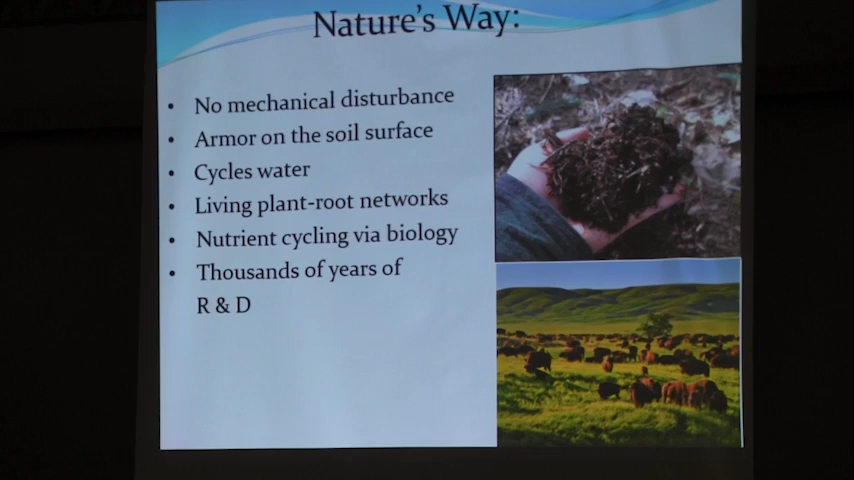 Nature's Way:
• No mechanical disturbance
• Armor on the soil surface
• Cycles water
• Living plant-root networks
• Nutrient cycling via biology
• Thousands of years of
R & D